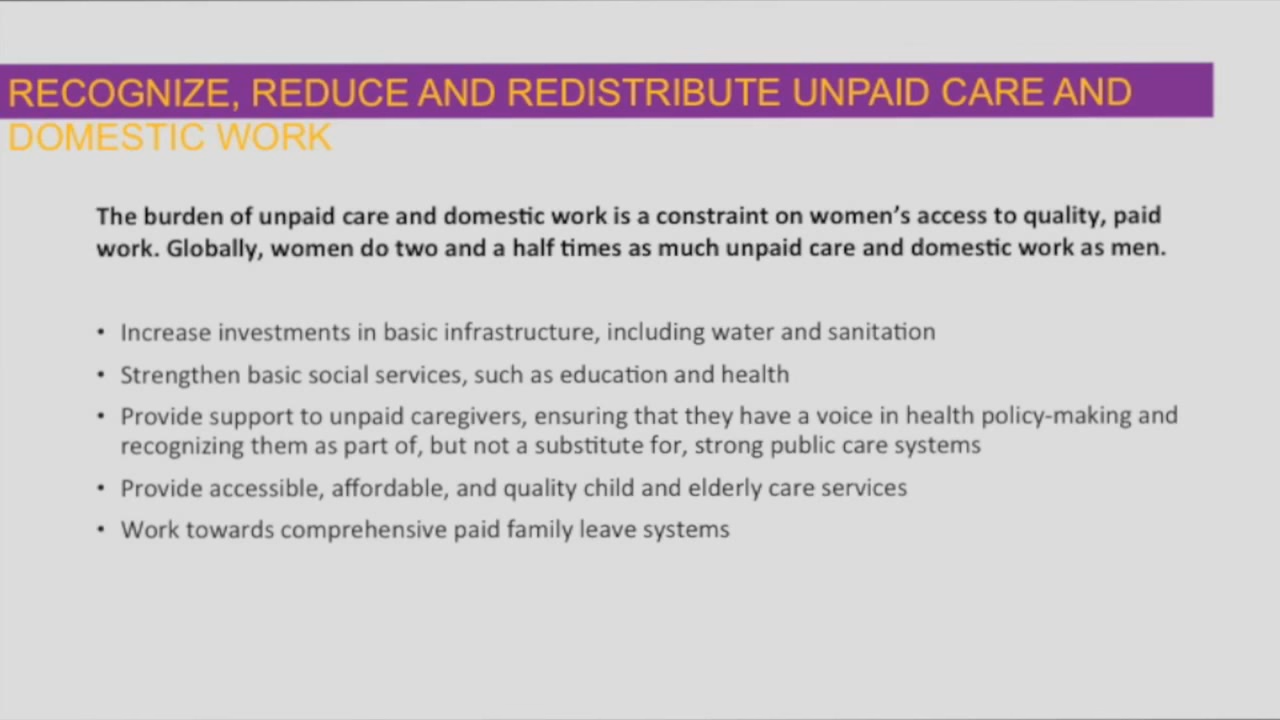 RECOGNIZE, REDUCE AND REDISTRIBUTE UNPAID CARE AND
DOMESTIC WORK
The burden of unpaid care and domestic work is a constraint on women’s access to quality, paid
work. Globally, women do two and a half times as much unpaid care and domestic work as men.
• Increase investments in basic infrastructure, including water and sanitation
• Strengthen basic social services, such as education and health
• Provide support to unpaid caregivers, ensuring that they have a voice in health policy-making and
recognizing them as part of, but not a substitute for, strong public care systems
• Provide accessible, affordable, and quality child and elderly care services
• Work towards comprehensive paid family leave systems